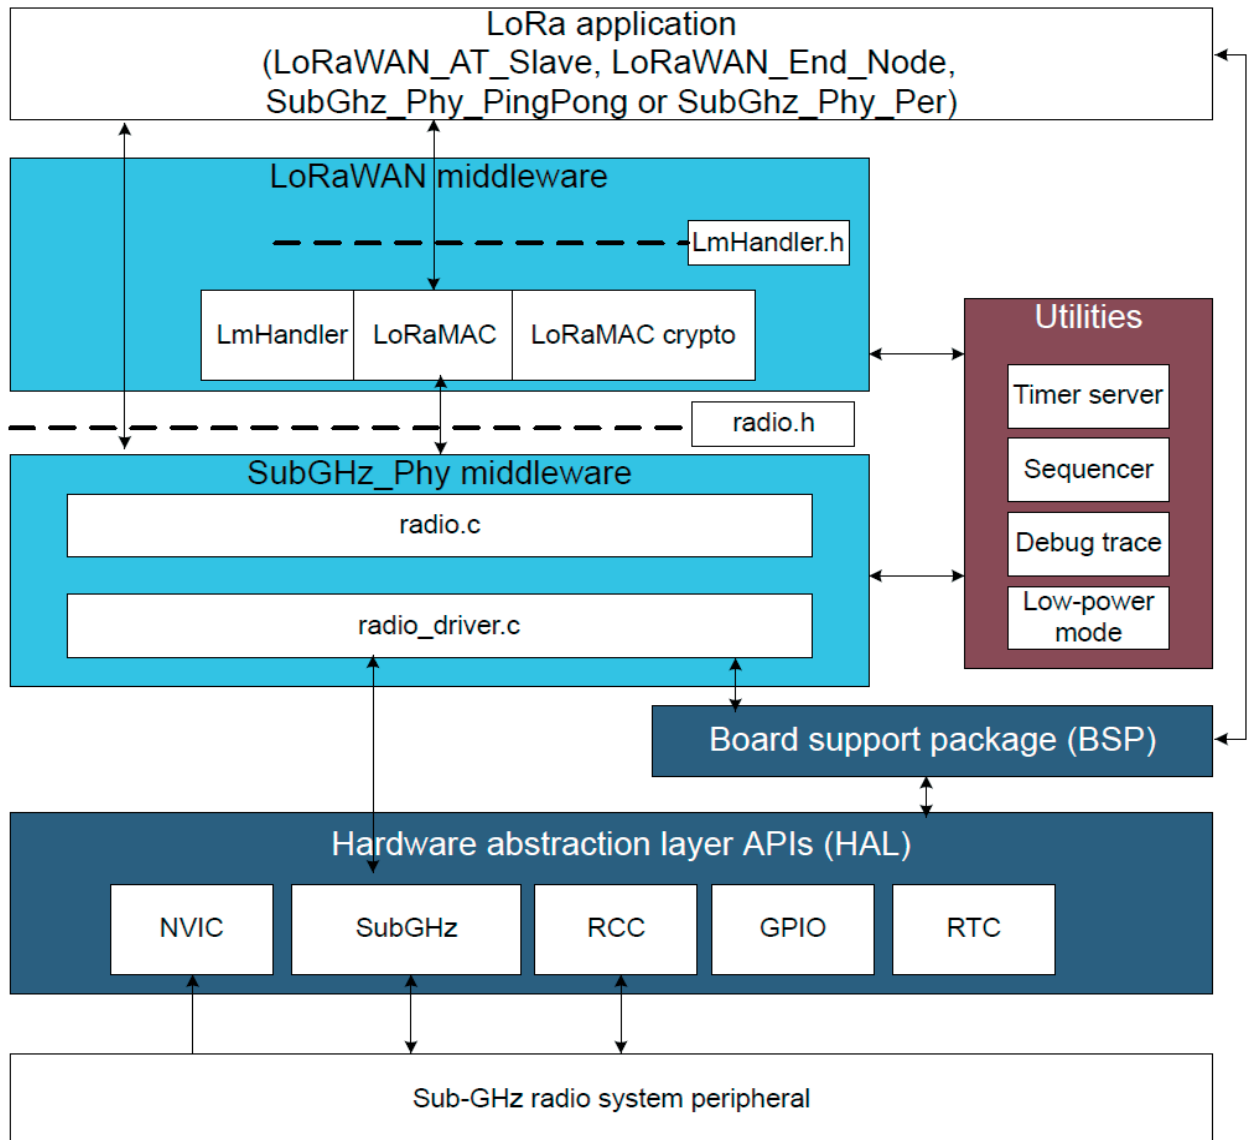 LoRa application
(LoRaWAN_AT_Slave, LoRaWAN_End_Node,
SubGhz_Phy_PingPong or SubGhz_Phy_Per)
LoRaWAN middleware
LmHandler.h
LmHandler
LoRaMAC
LoRaMAC crypto
Utilities
Timer server
Sequencer
Debug trace
Low-power
mode
radio.h
SubGHz_Phy middleware
radio.c
radio_driver.c
Board support package (BSP)
Hardware abstraction layer APIs (HAL)
NVIC
SubGHz
RCC
GPIO
RTC
Sub-GHz radio system peripheral